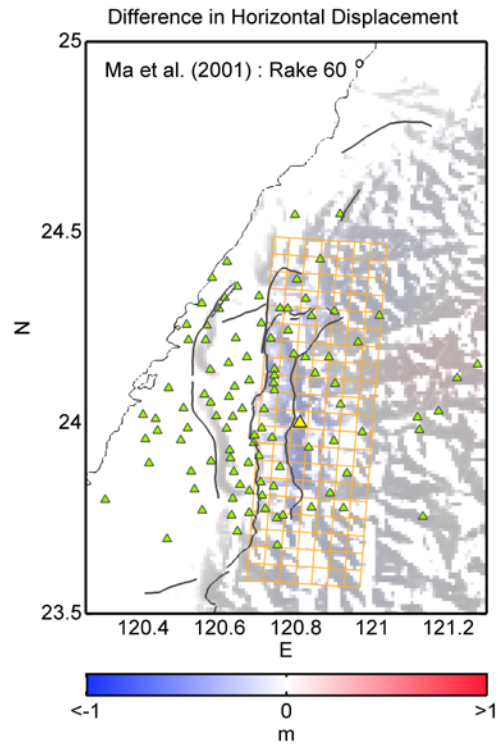 Difference in Horizontal Displacement
Ma et al. (2001) : Rake 60 °
25
24.5
N
24
23.5
120.4 120.6 120.8 121 121.2
E
<-1 0 >1
m